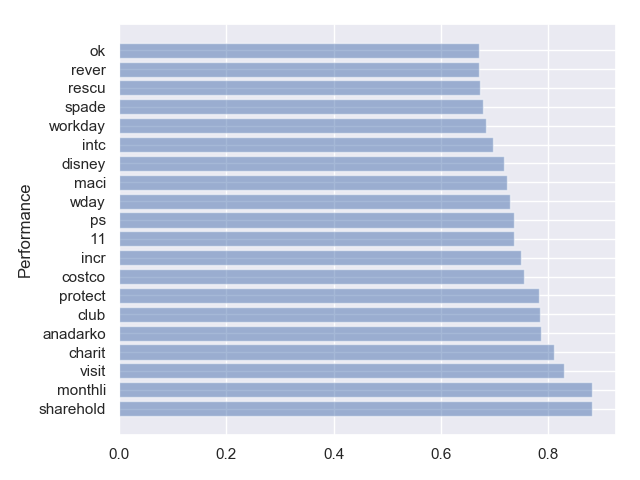 ok
rever
rescu
spade
workday
intc
disney
maci
wday
ps
11
incr
costco
protect
club
anadarko
charit
visit
monthli
sharehold
Performance
0.0 0.2 0.4 0.6 0.8